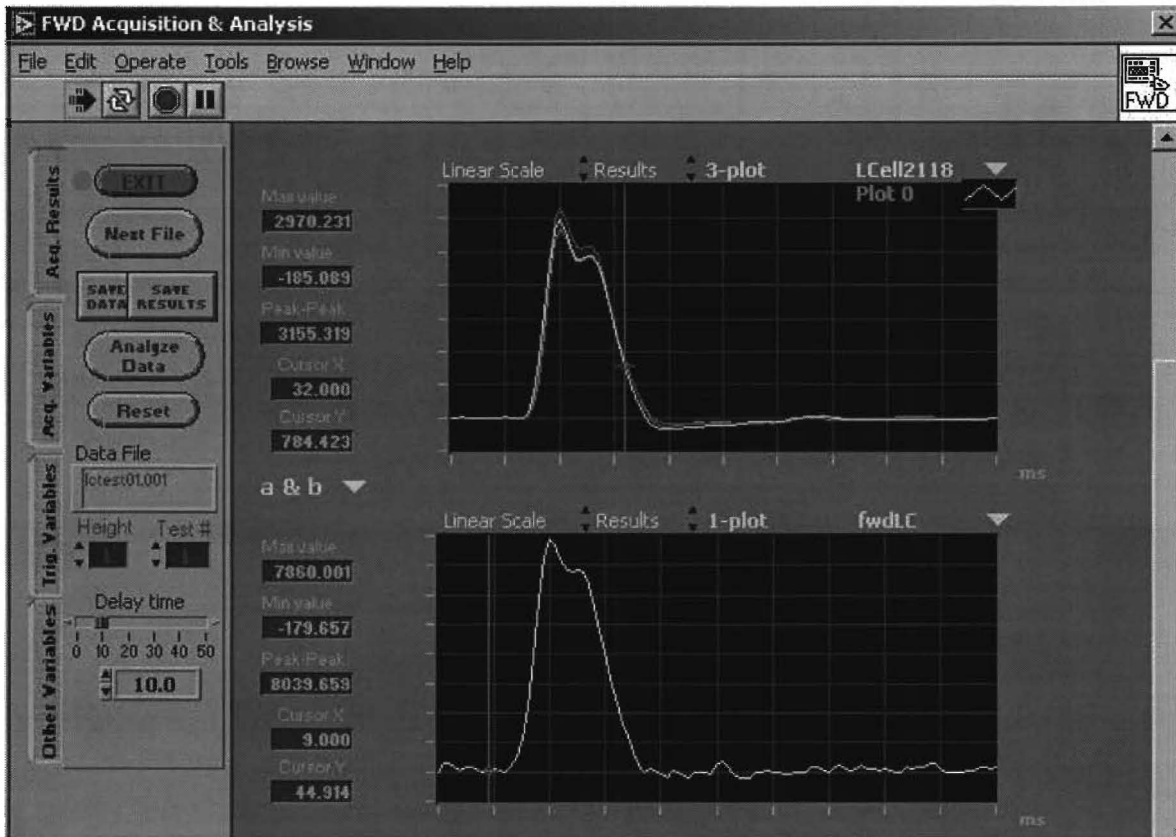 FWD Acquisition & Analysis
File Edit Operate Tools Browse Window Help
FWD
Acq. Results
Acq. Variables
Trig. Variables
Other Variables
EXIT
Next File
SAVE DATA
SAVE RESULTS
Analyze
Data
Reset
Data File
lctest01.001
Height Test #
1 1
Delay time
0 10 20 30 40 50
10.0
Linear Scale Results 3-plot LCell2118
Plot 0
Max value
2970.231
Min value
-185.089
Peak-Peak
3155.319
Cursor X
32.000
Cursor Y
784.423
ms
a & b
Linear Scale Results 1-plot fwdLC
Max value
7860.001
Min value
-179.657
Peak-Peak
8039.659
Cursor X
9.000
Cursor Y
44.914
ms